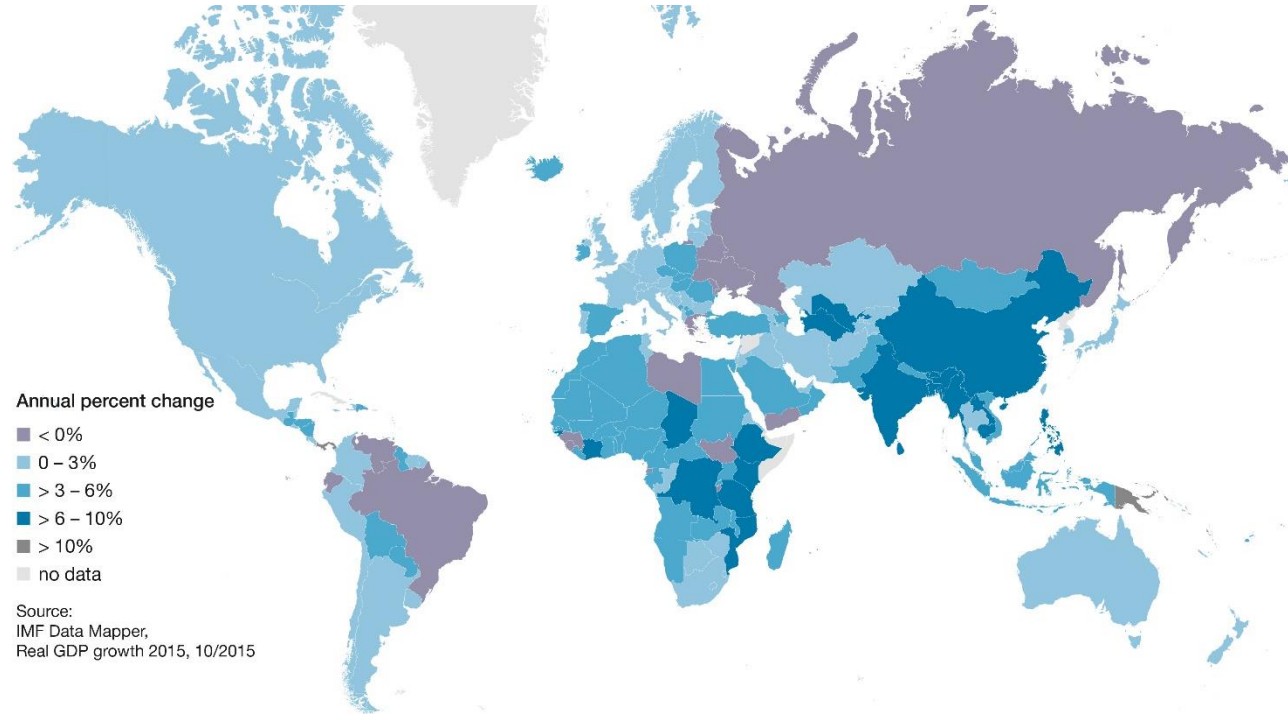 Annual percent change
< 0%
0 – 3%
> 3 – 6%
> 6 – 10%
> 10%
no data
Source:
IMF Data Mapper,
Real GDP growth 2015, 10/2015